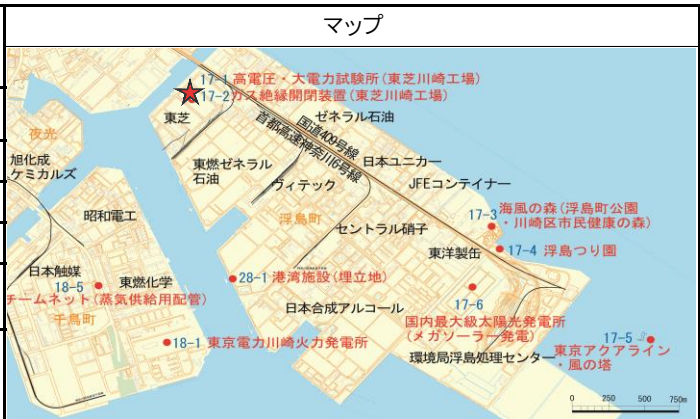 マップ
17-1 高電圧・大電力試験所(東芝川崎工場)
17-2ガス絶縁開閉装置(東芝川崎工場)
東芝
国道409号線
首都高速神奈川6号線
ゼネラル石油
夜光
旭化成
ケミカルズ
東燃ゼネラル
石油
日本ユニカー
ヴィテック
JFEコンテイナー
昭和電工
浮島町
17-3 海風の森(浮島町公園
・川崎区市民健康の森)
セントラル硝子
東洋製缶
17-4 浮島つり園
日本触媒
18-5
東燃化学
28-1 港湾施設(埋立地)
チームネット(蒸気供給用配管)
千鳥町
日本合成アルコール
17-6
国内最大級太陽光発電所
(メガソーラー発電)
18-1 東京電力川崎火力発電所
環境局浮島処理センター
17-5
東京アクアライン
・風の塔
0 250 500 750m